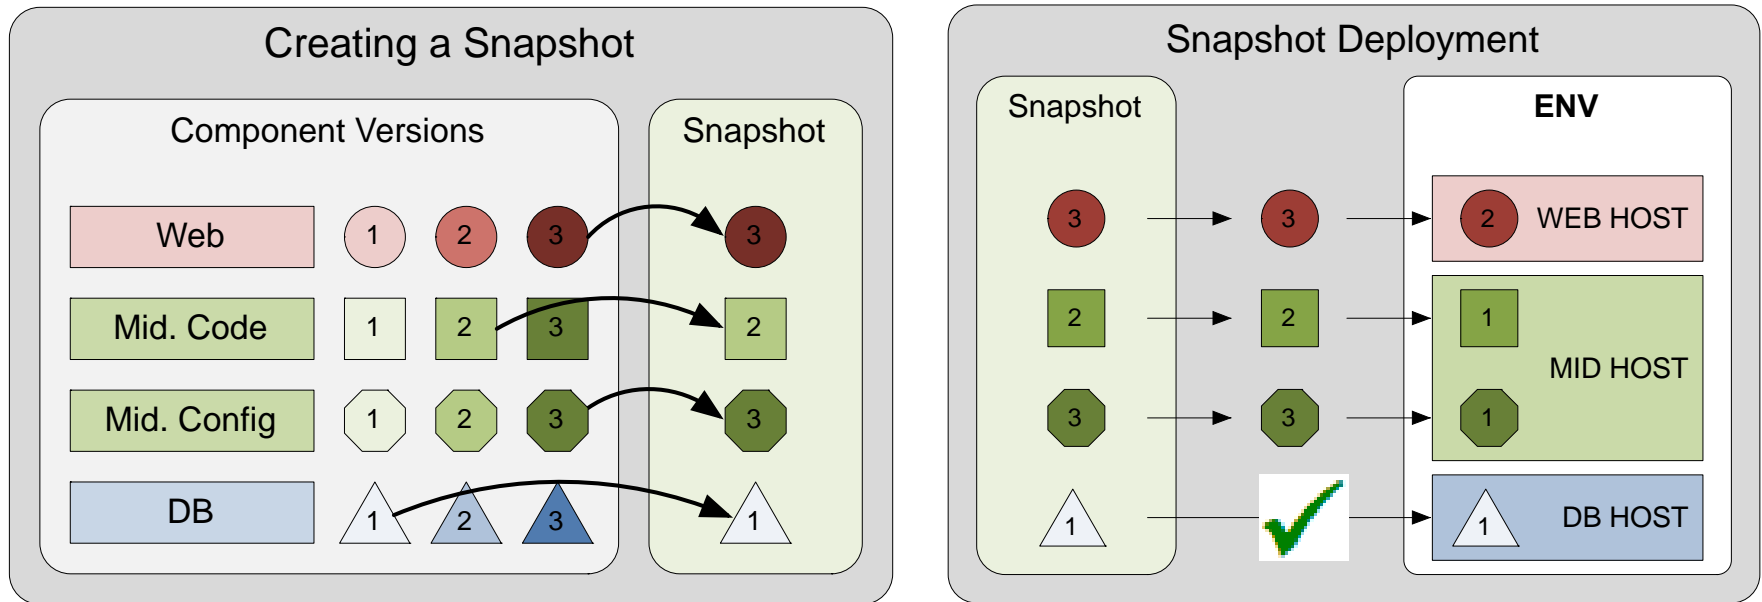 Creating a Snapshot
Component Versions
Snapshot
Web 1 2 3 3
Mid. Code 1 2 3 2
Mid. Config 1 2 3 3
DB 1 2 3 1
Snapshot Deployment
Snapshot
ENV
3 3 2 WEB HOST
2 2 1
MID HOST
3 3 1
1 1 DB HOST